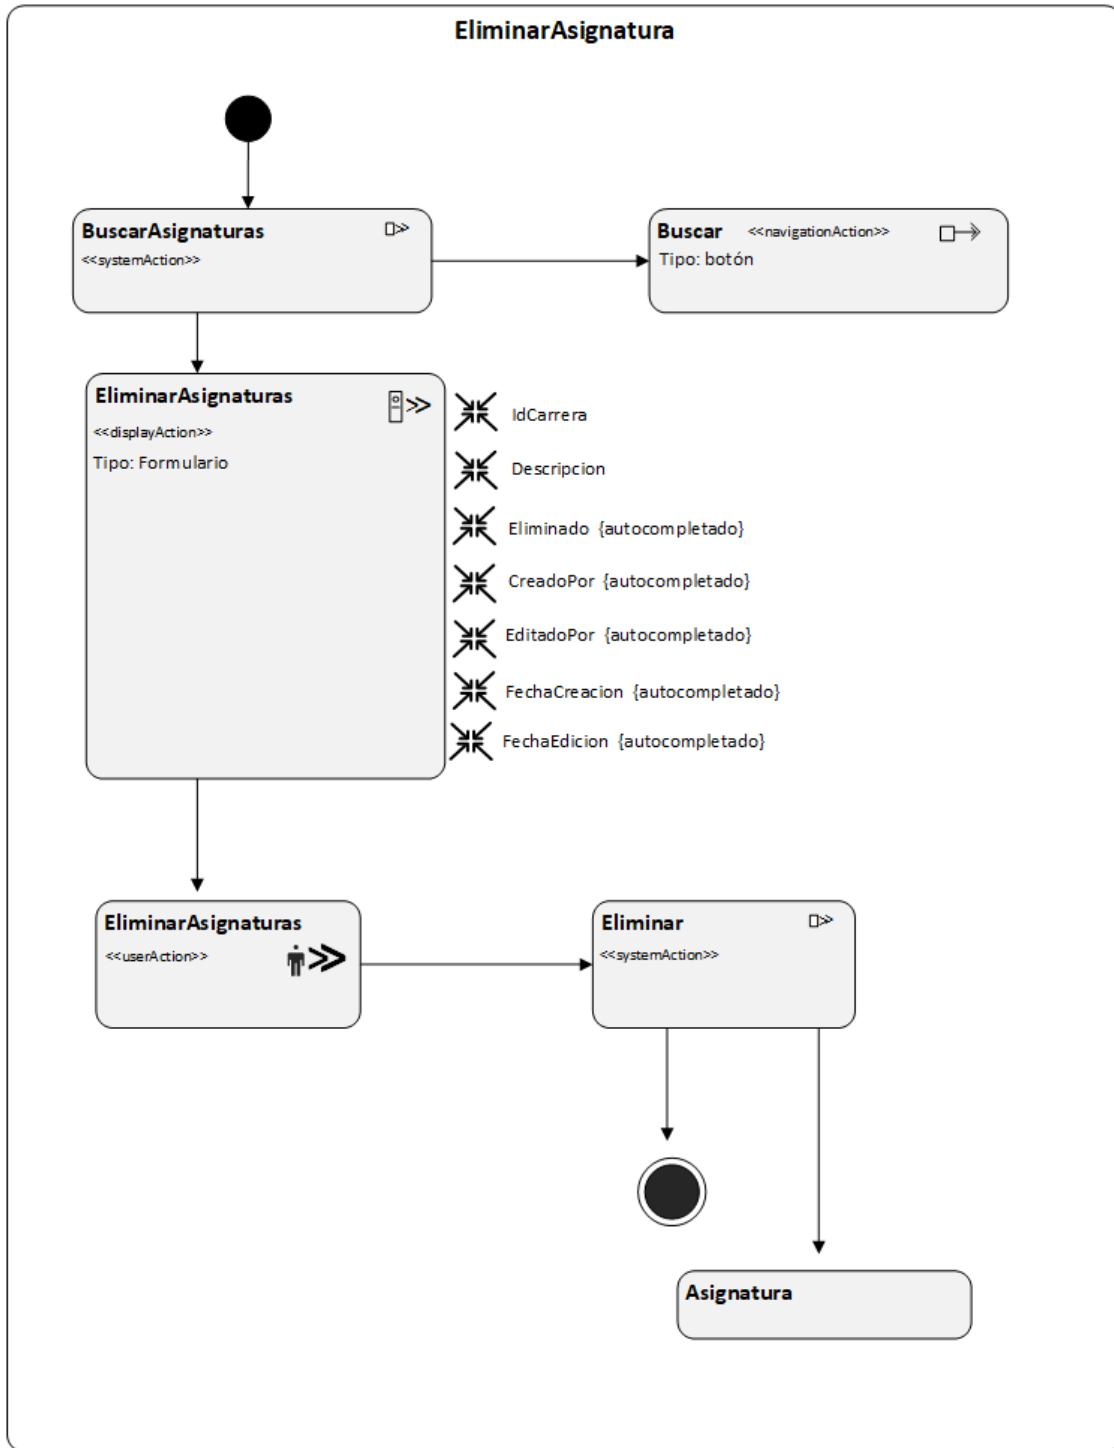 EliminarAsignatura
BuscarAsignaturas
<<systemAction>>
Buscar <<navigationAction>>
Tipo: botón
EliminarAsignaturas
<<displayAction>>
Tipo: Formulario
IdCarrera
Descripcion
Eliminado {autocompletado}
CreadoPor {autocompletado}
EditadoPor {autocompletado}
FechaCreacion {autocompletado}
FechaEdicion {autocompletado}
EliminarAsignaturas
<<userAction>>
Eliminar
<<systemAction>>
Asignatura